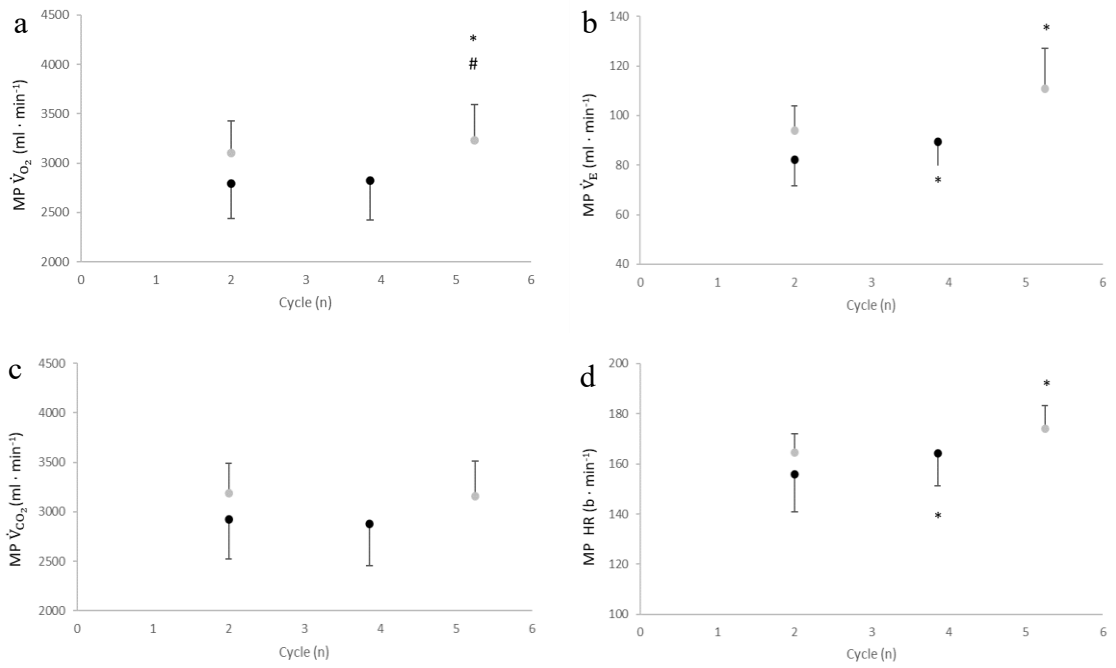 a
4500
4000
3500
3000
2500
2000
MP V̇O₂ (ml · min⁻¹)
*
#
0 1 2 3 4 5 6
Cycle (n)
b
140
120
100
80
60
40
MP V̇E (ml · min⁻¹)
*
*
0 1 2 3 4 5 6
Cycle (n)
c
4500
4000
3500
3000
2500
2000
MP V̇CO₂ (ml · min⁻¹)
0 1 2 3 4 5 6
Cycle (n)
d
200
180
160
140
120
100
MP HR (b · min⁻¹)
*
*
0 1 2 3 4 5 6
Cycle (n)